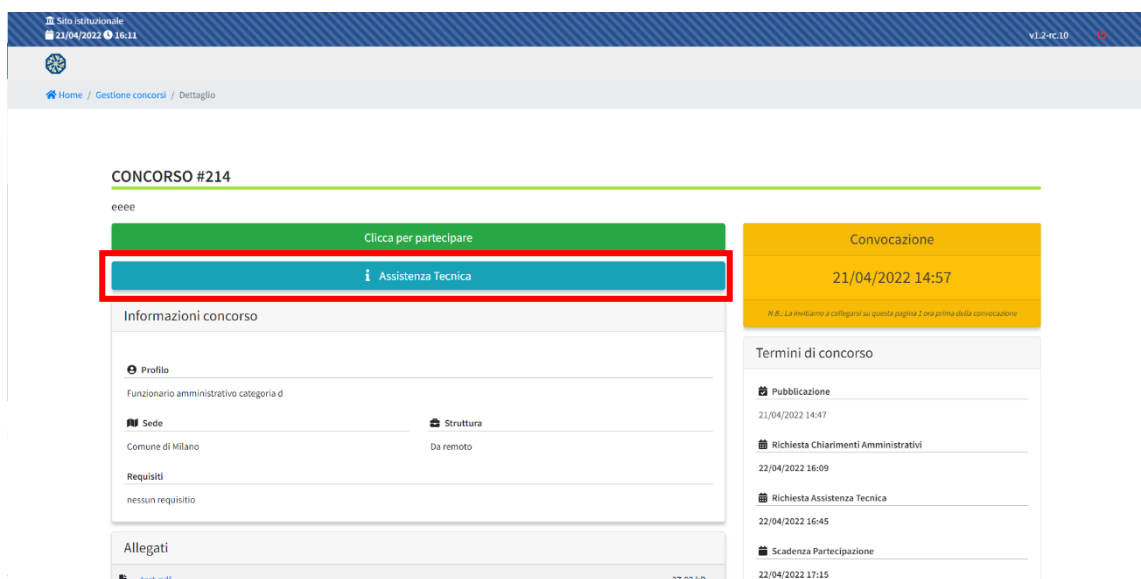 Sito istituzionale
21/04/2022 16:11
v1.2-rc.10
Home / Gestione concorsi / Dettaglio
CONCORSO #214
eeee
Clicca per partecipare
Assistenza Tecnica
Informazioni concorso
Profilo
Funzionario amministrativo categoria d
Sede
Struttura
Comune di Milano
Da remoto
Requisiti
nessun requisitio
Allegati
Convocazione
21/04/2022 14:57
N.B.: La invitiamo a collegarsi su questa pagina 1 ora prima della convocazione
Termini di concorso
Pubblicazione
21/04/2022 14:47
Richiesta Chiarimenti Amministrativi
22/04/2022 16:09
Richiesta Assistenza Tecnica
22/04/2022 16:45
Scadenza Partecipazione
22/04/2022 17:15